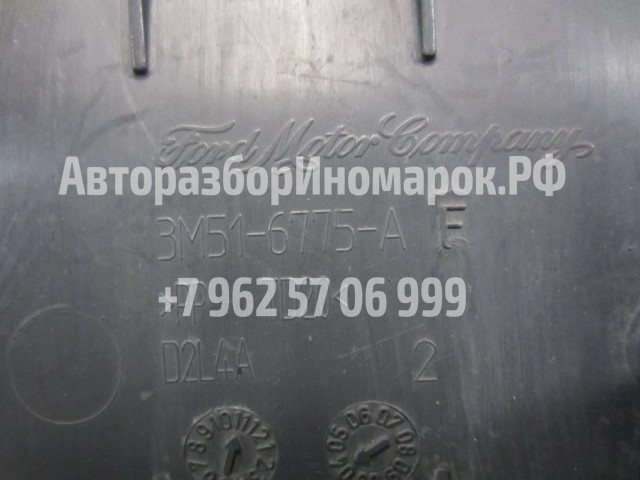 Ford Motor Company
АвторазборИномарок.РФ
3M51-6775-A E
+7 962 57 06 999
D2L4A 2